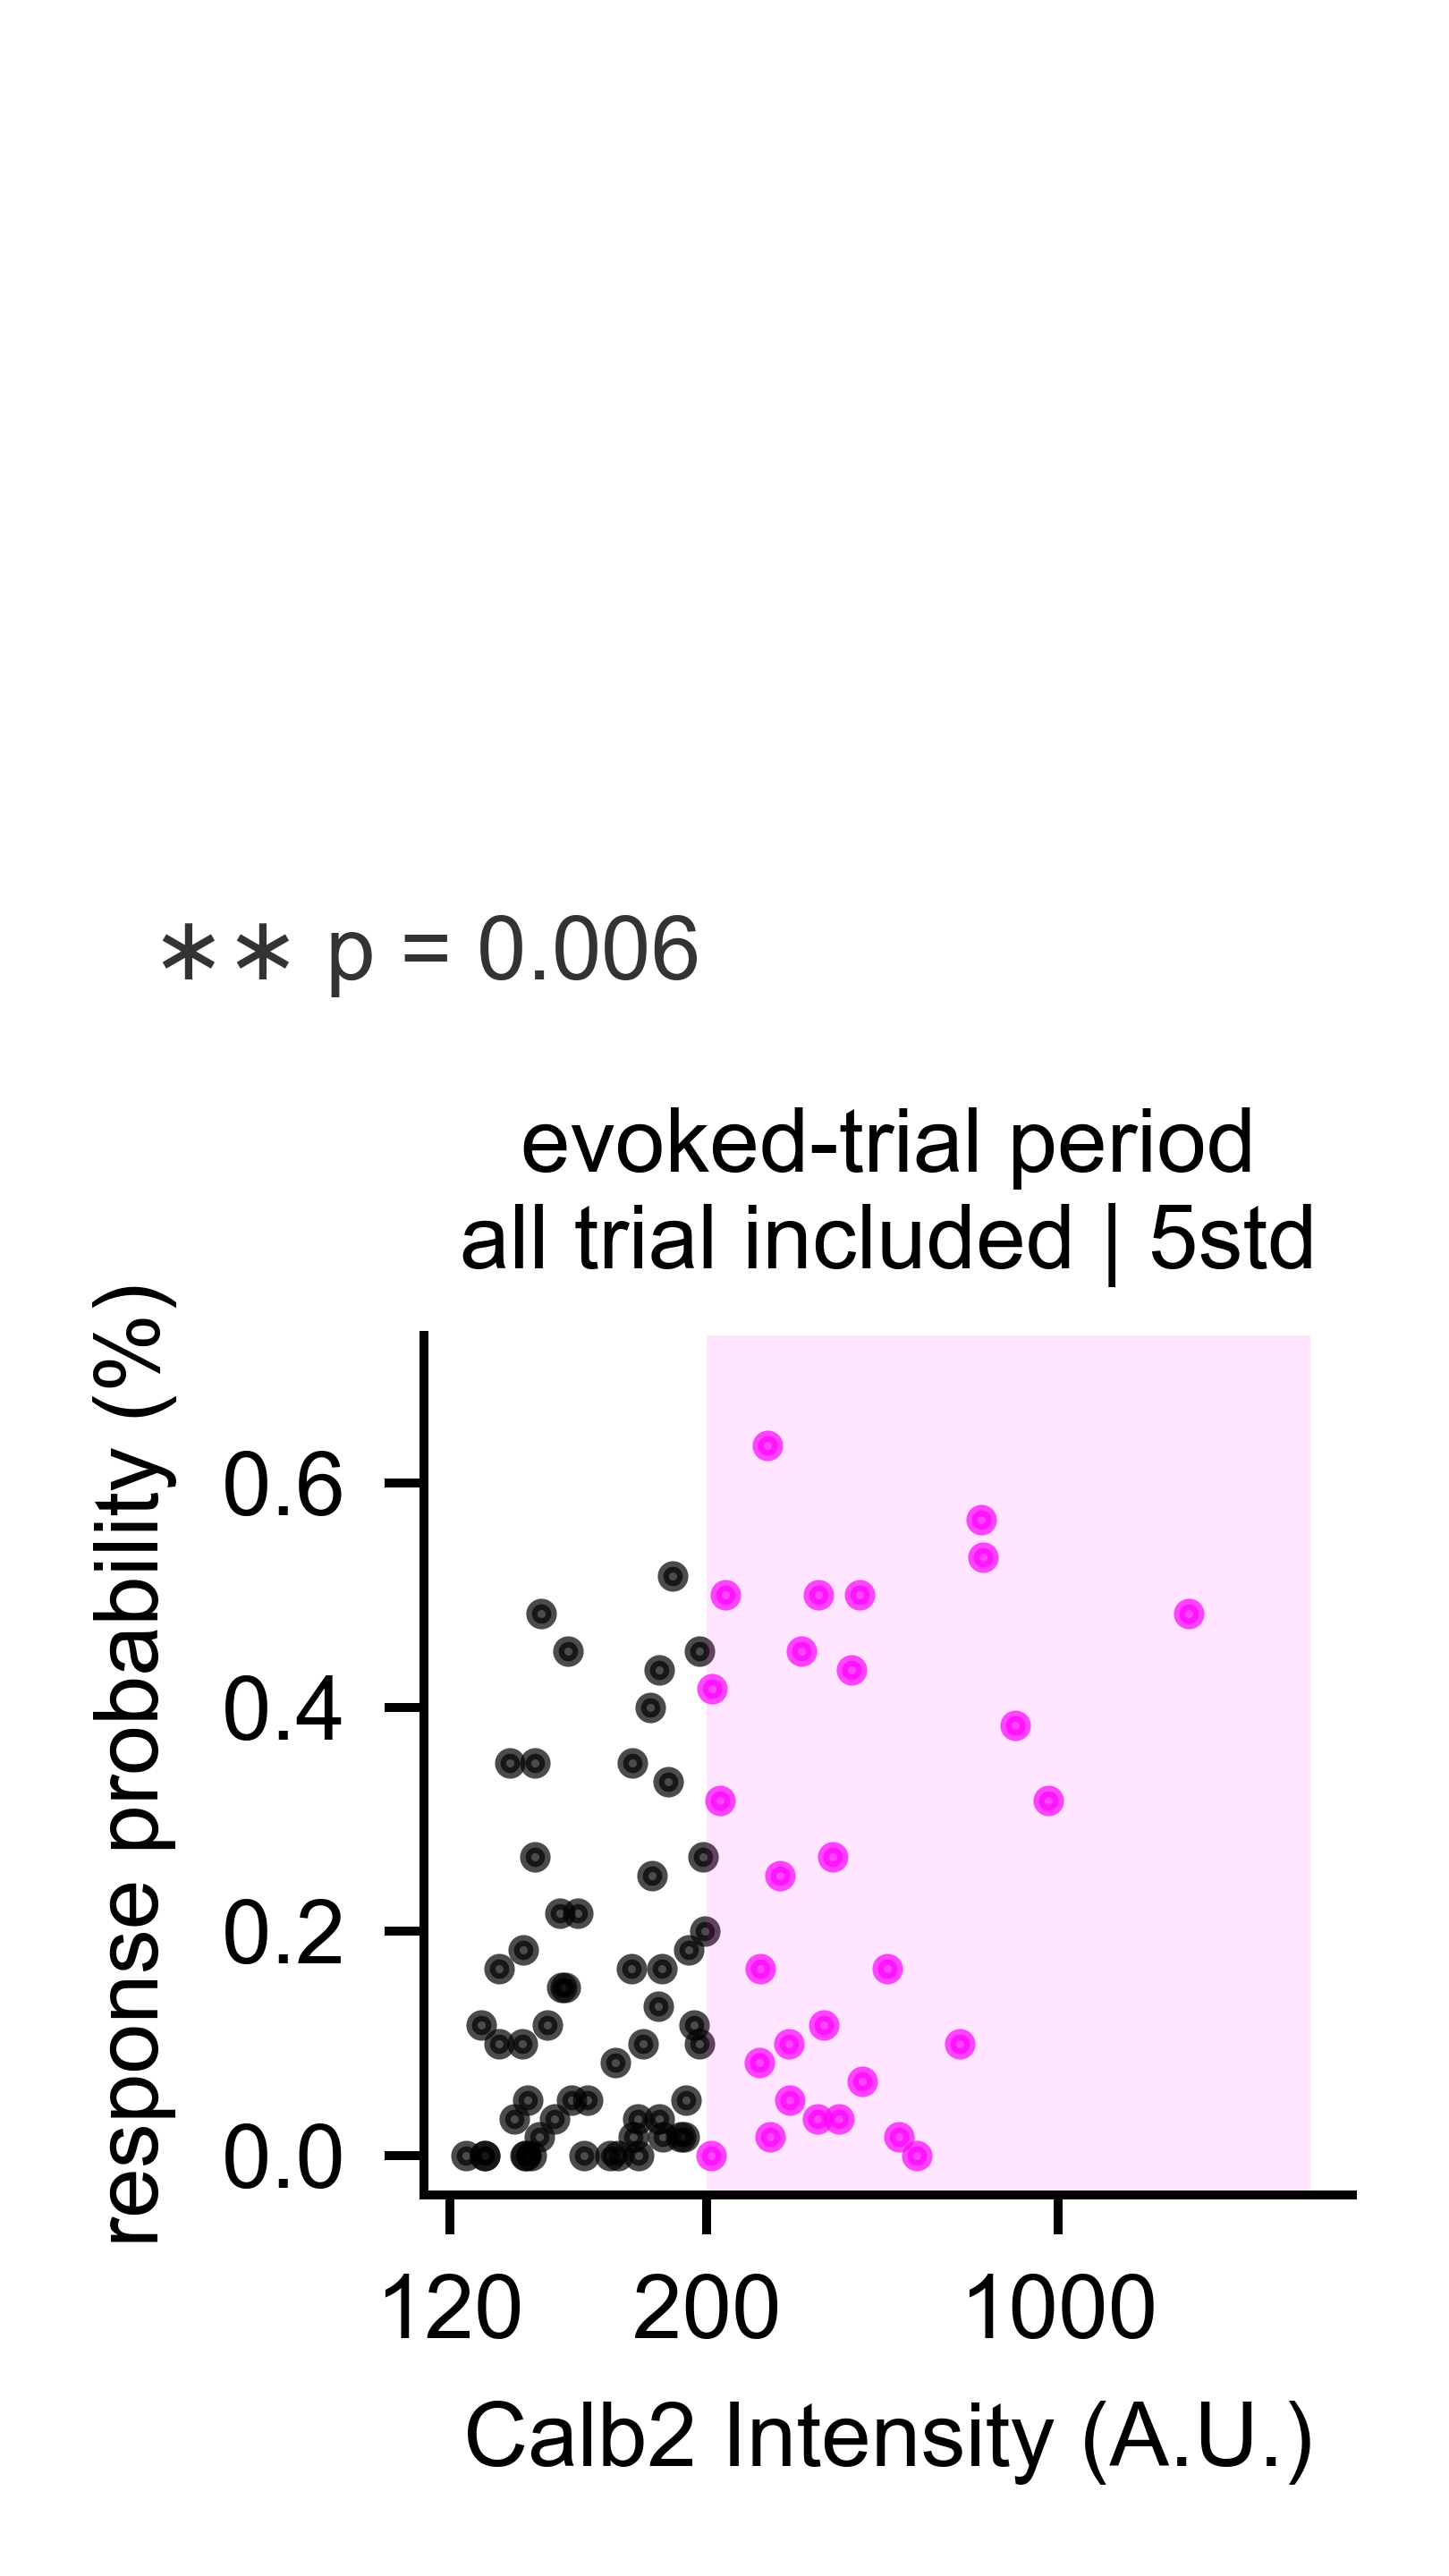 ∗∗ p = 0.006
evoked-trial period
all trial included | 5std
response probability (%)
0.6
0.4
0.2
0.0
120 200 1000
Calb2 Intensity (A.U.)